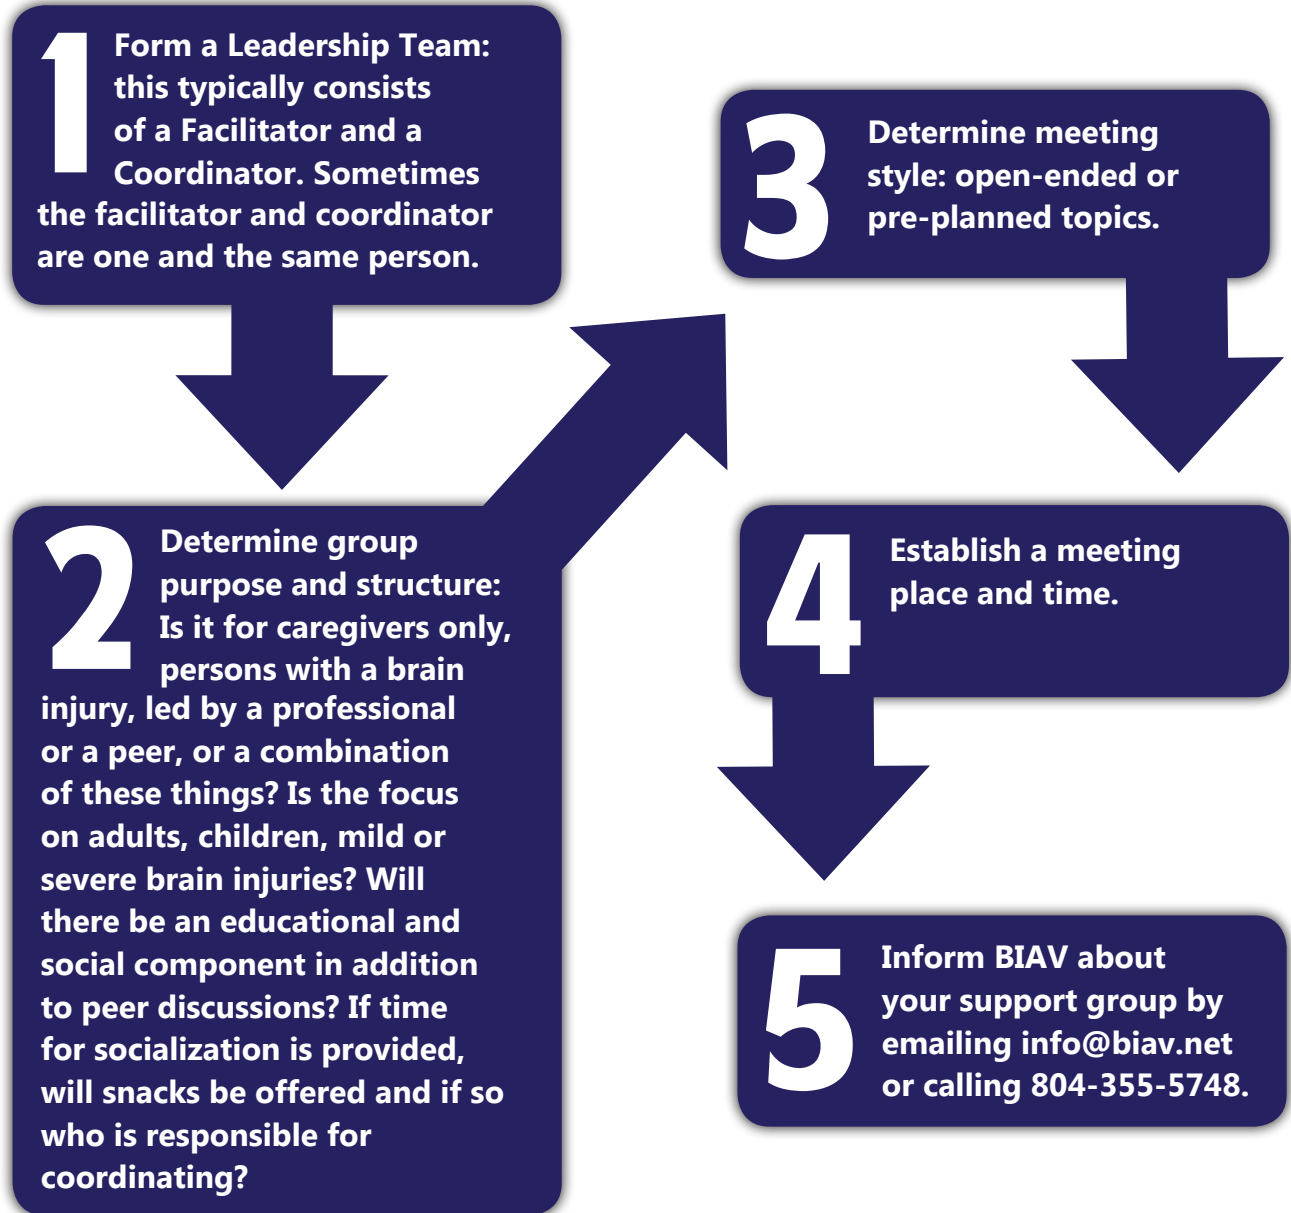 1
Form a Leadership Team:
this typically consists
of a Facilitator and a
Coordinator. Sometimes
the facilitator and coordinator
are one and the same person.
2
Determine group
purpose and structure:
Is it for caregivers only,
persons with a brain
injury, led by a professional
or a peer, or a combination
of these things? Is the focus
on adults, children, mild or
severe brain injuries? Will
there be an educational and
social component in addition
to peer discussions? If time
for socialization is provided,
will snacks be offered and if so
who is responsible for
coordinating?
3
Determine meeting
style: open-ended or
pre-planned topics.
4
Establish a meeting
place and time.
5
Inform BIAV about
your support group by
emailing info@biav.net
or calling 804-355-5748.